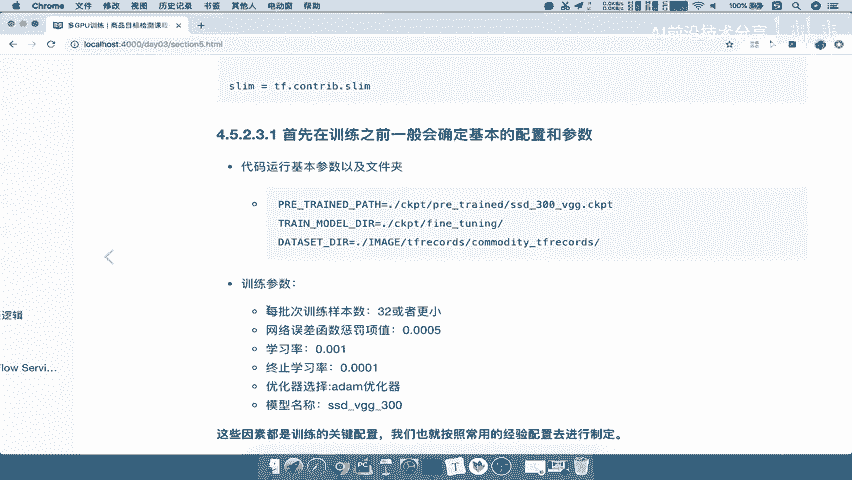 Chrome 文件 修改 视图 历史记录 书签 其他人 电动窗 帮助 100%
多GPU训练 | 商品目标检测课程
localhost:4000/day03/section5.html
AI前沿技术分享
slim = tf.contrib.slim
4.5.2.3.1 首先在训练之前一般会确定基本的配置和参数
代码运行基本参数以及文件夹
PRE_TRAINED_PATH=./ckpt/pre_trained/ssd_300_vgg.ckpt
TRAIN_MODEL_DIR=./ckpt/fine_tuning/
DATASET_DIR=./IMAGE/tfrecords/commodity_tfrecords/
训练参数：
每批次训练样本数：32或者更小
逻辑
网络误差函数惩罚项值：0.0005
学习率：0.001
终止学习率：0.0001
flow Servi...
优化器选择:adam优化器
模型名称：ssd_vgg_300
这些因素都是训练的关键配置，我们也就按照常用的经验配置去进行制定。